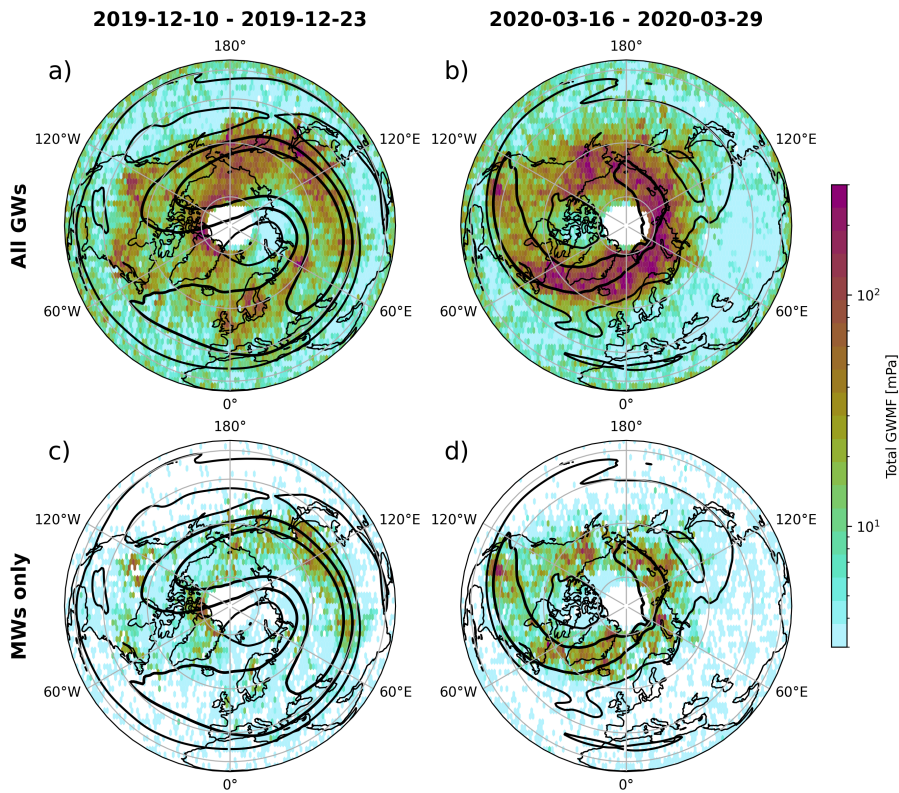 2019-12-10 - 2019-12-23
2020-03-16 - 2020-03-29
a)
180°
b)
180°
120°W
120°E
120°W
120°E
All GWs
60°W
60°E
60°W
60°E
0°
0°
c)
180°
d)
180°
120°W
120°E
120°W
120°E
MWs only
60°W
60°E
60°W
60°E
0°
0°
10²
10¹
Total GWMF [mPa]